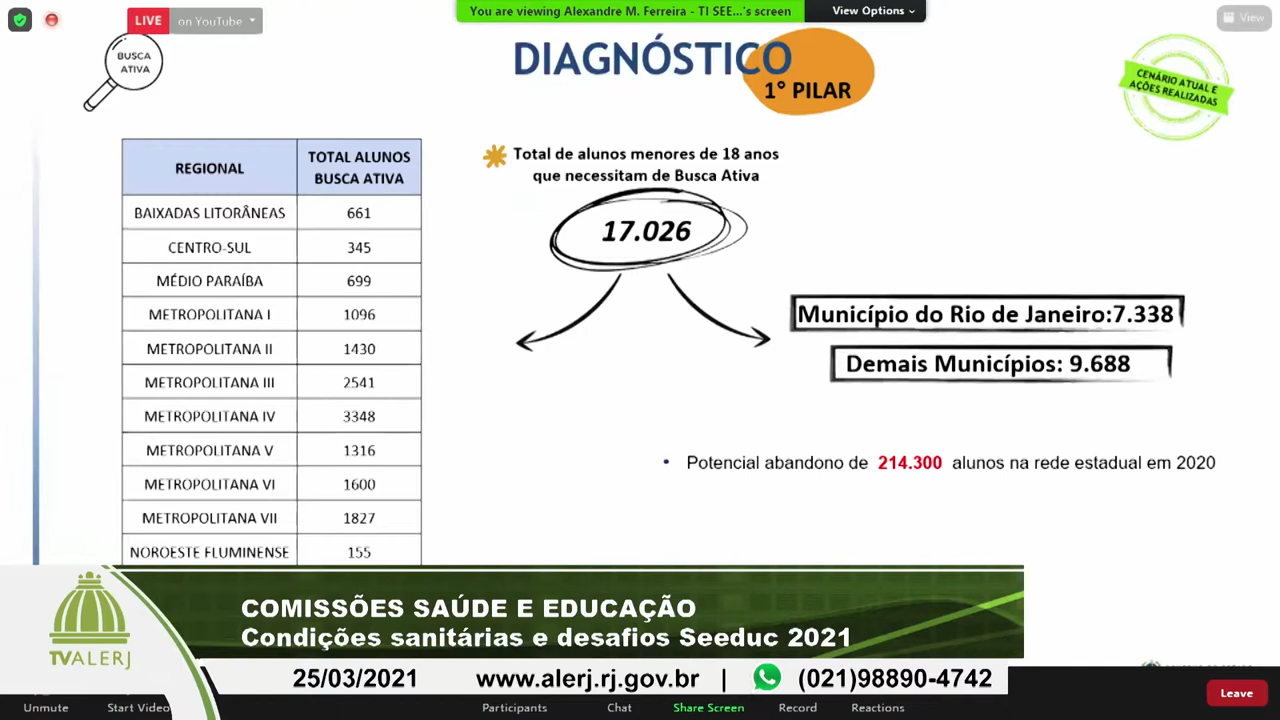 LIVE on YouTube
You are viewing Alexandre M. Ferreira - TI SEE...'s screen
View Options
View
BUSCA
ATIVA
DIAGNÓSTICO
1° PILAR
CENÁRIO ATUAL E
AÇÕES REALIZADAS
REGIONAL TOTAL ALUNOS BUSCA ATIVA
BAIXADAS LITORÂNEAS 661
CENTRO-SUL 345
MÉDIO PARAÍBA 699
METROPOLITANA I 1096
METROPOLITANA II 1430
METROPOLITANA III 2541
METROPOLITANA IV 3348
METROPOLITANA V 1316
METROPOLITANA VI 1600
METROPOLITANA VII 1827
NOROESTE FLUMINENSE 155
Total de alunos menores de 18 anos
que necessitam de Busca Ativa
17.026
Município do Rio de Janeiro:7.338
Demais Municípios: 9.688
• Potencial abandono de 214.300 alunos na rede estadual em 2020
TVALERJ
COMISSÕES SAÚDE E EDUCAÇÃO
Condições sanitárias e desafios Seeduc 2021
25/03/2021 www.alerj.rj.gov.br | (021)98890-4742
Unmute Start Video Participants Chat Share Screen Record Reactions Leave